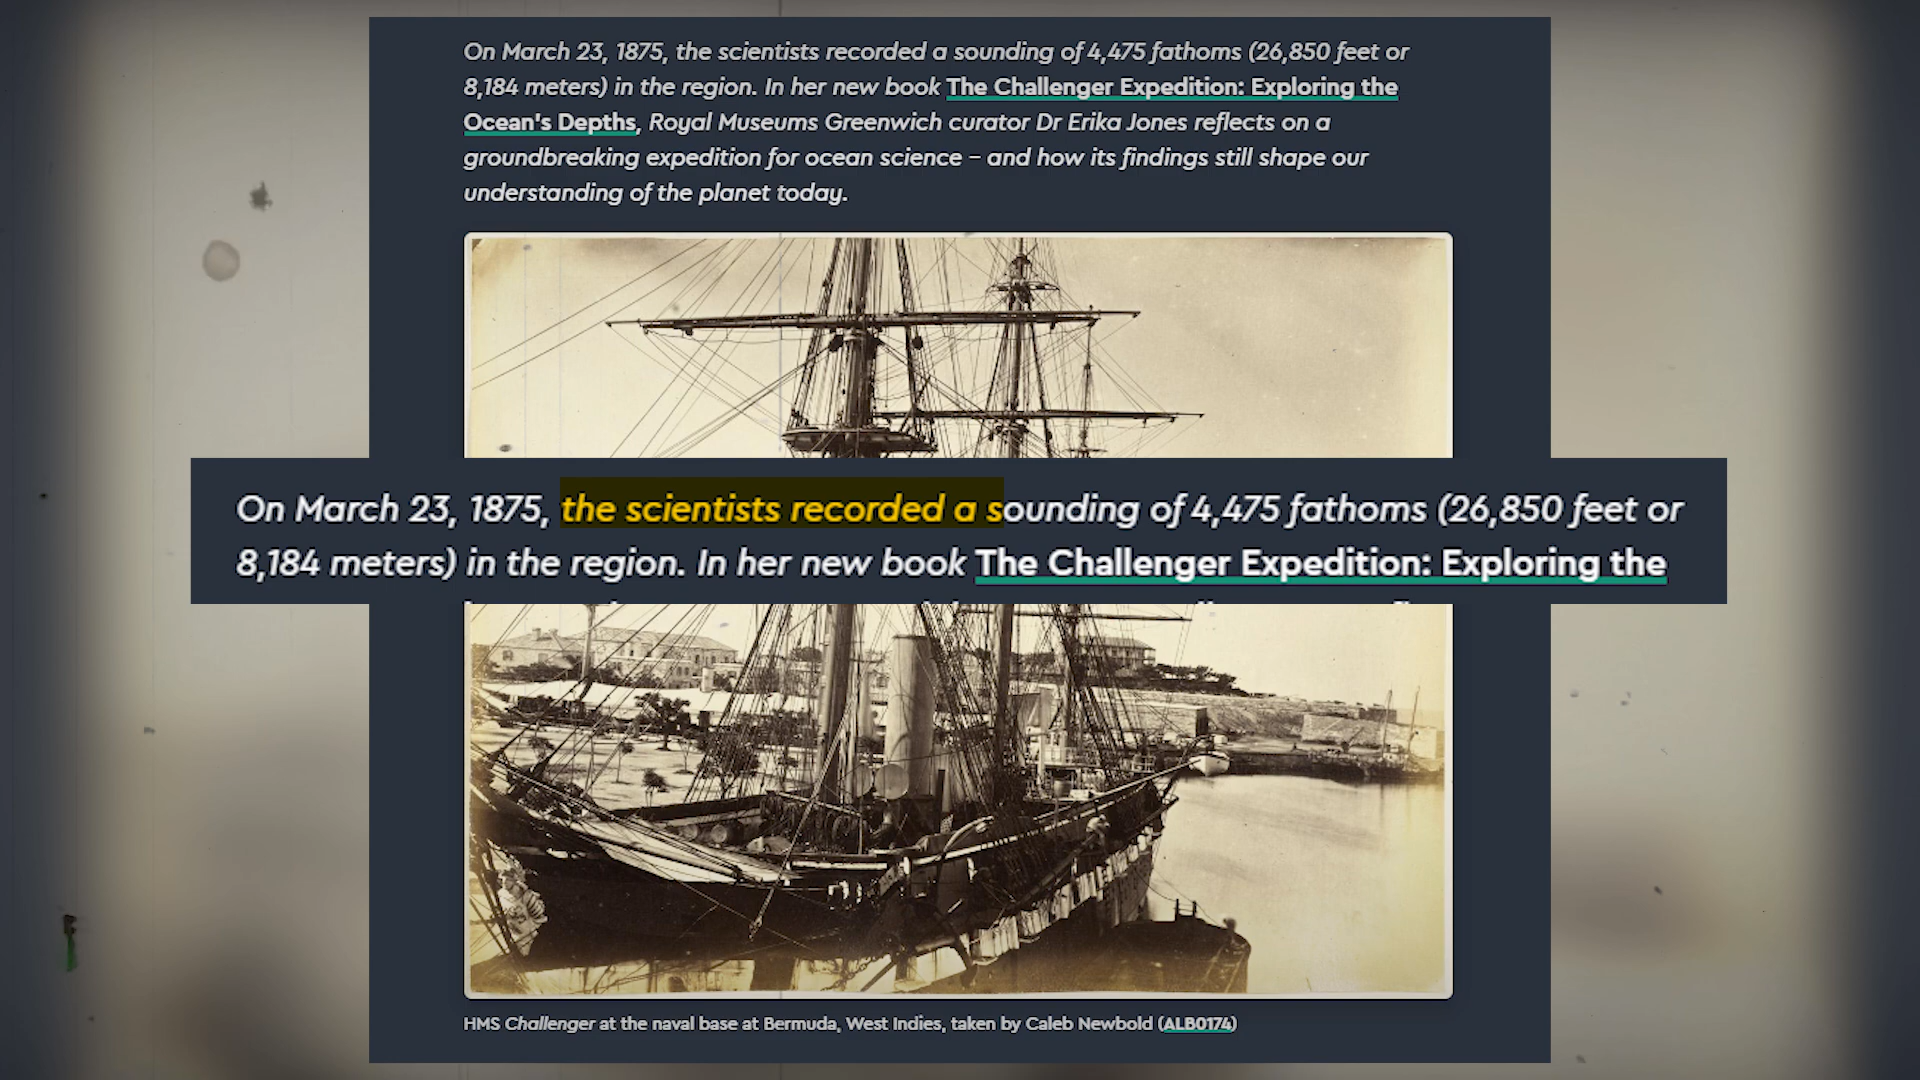 On March 23, 1875, the scientists recorded a sounding of 4,475 fathoms (26,850 feet or
8,184 meters) in the region. In her new book The Challenger Expedition: Exploring the
Ocean's Depths, Royal Museums Greenwich curator Dr Erika Jones reflects on a
groundbreaking expedition for ocean science – and how its findings still shape our
understanding of the planet today.
On March 23, 1875, the scientists recorded a sounding of 4,475 fathoms (26,850 feet or
8,184 meters) in the region. In her new book The Challenger Expedition: Exploring the
HMS Challenger at the naval base at Bermuda, West Indies, taken by Caleb Newbold (ALB0174)